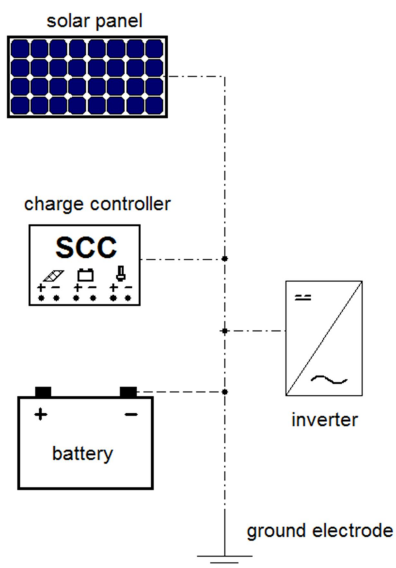 solar panel
charge controller
SCC
+ − + − + −
inverter
+ −
battery
ground electrode